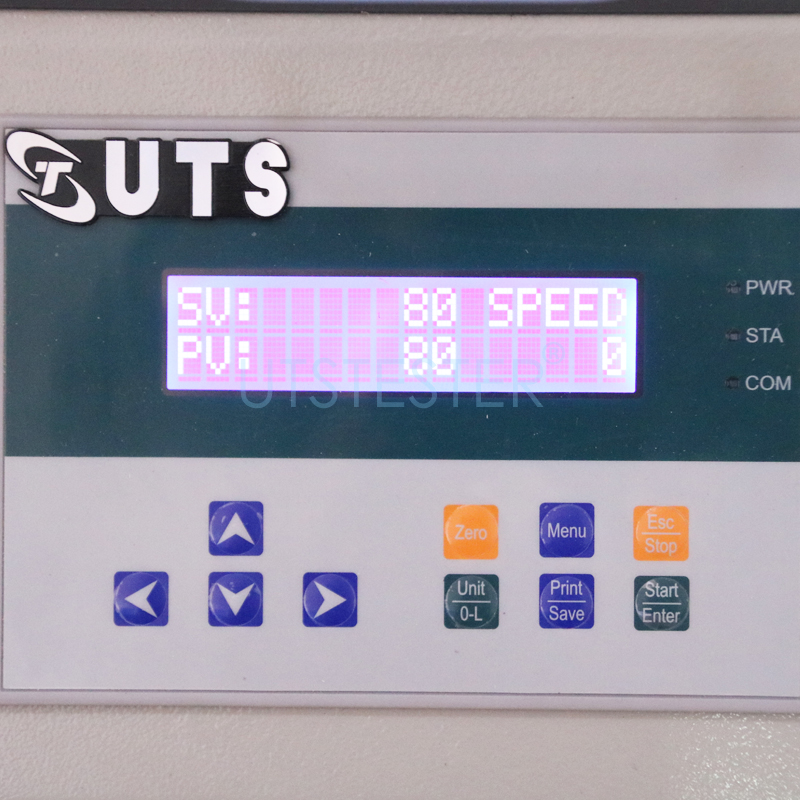 UTS
SV: 80 SPEED
PV: 80 0
UTSTESTER®
PWR
STA
COM
Zero
Menu
Esc
Stop
Unit
0-L
Print
Save
Start
Enter